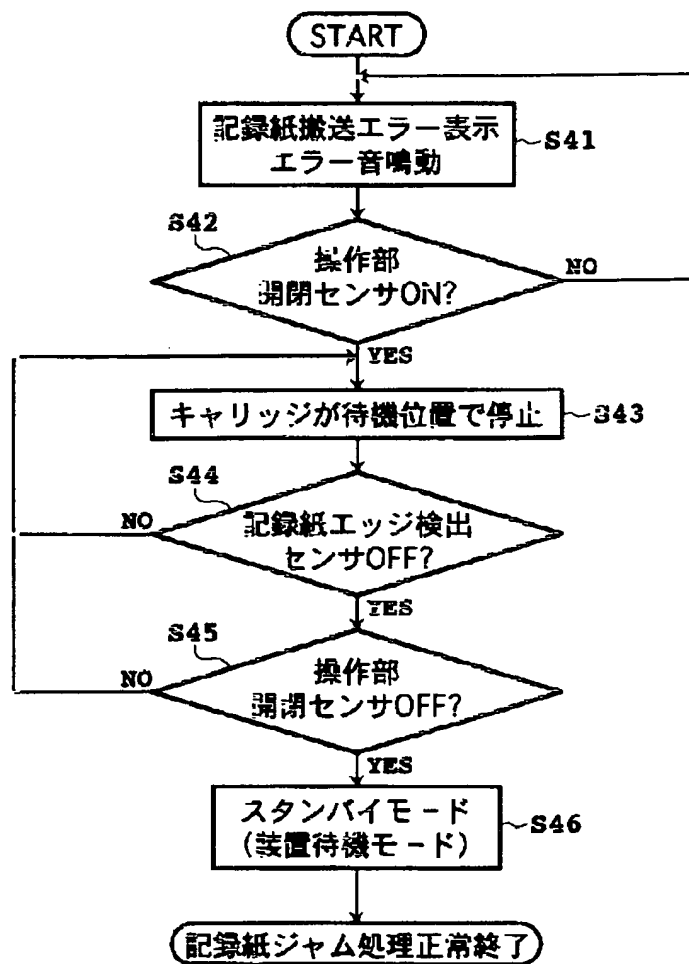 START
記録紙搬送エラー表示
エラー音鳴動
S41
S42
操作部
開閉センサON?
NO
YES
キャリッジが待機位置で停止
S43
S44
記録紙エッジ検出
センサOFF?
NO
YES
S45
操作部
開閉センサOFF?
NO
YES
スタンバイモード
(装置待機モード)
S46
記録紙ジャム処理正常終了